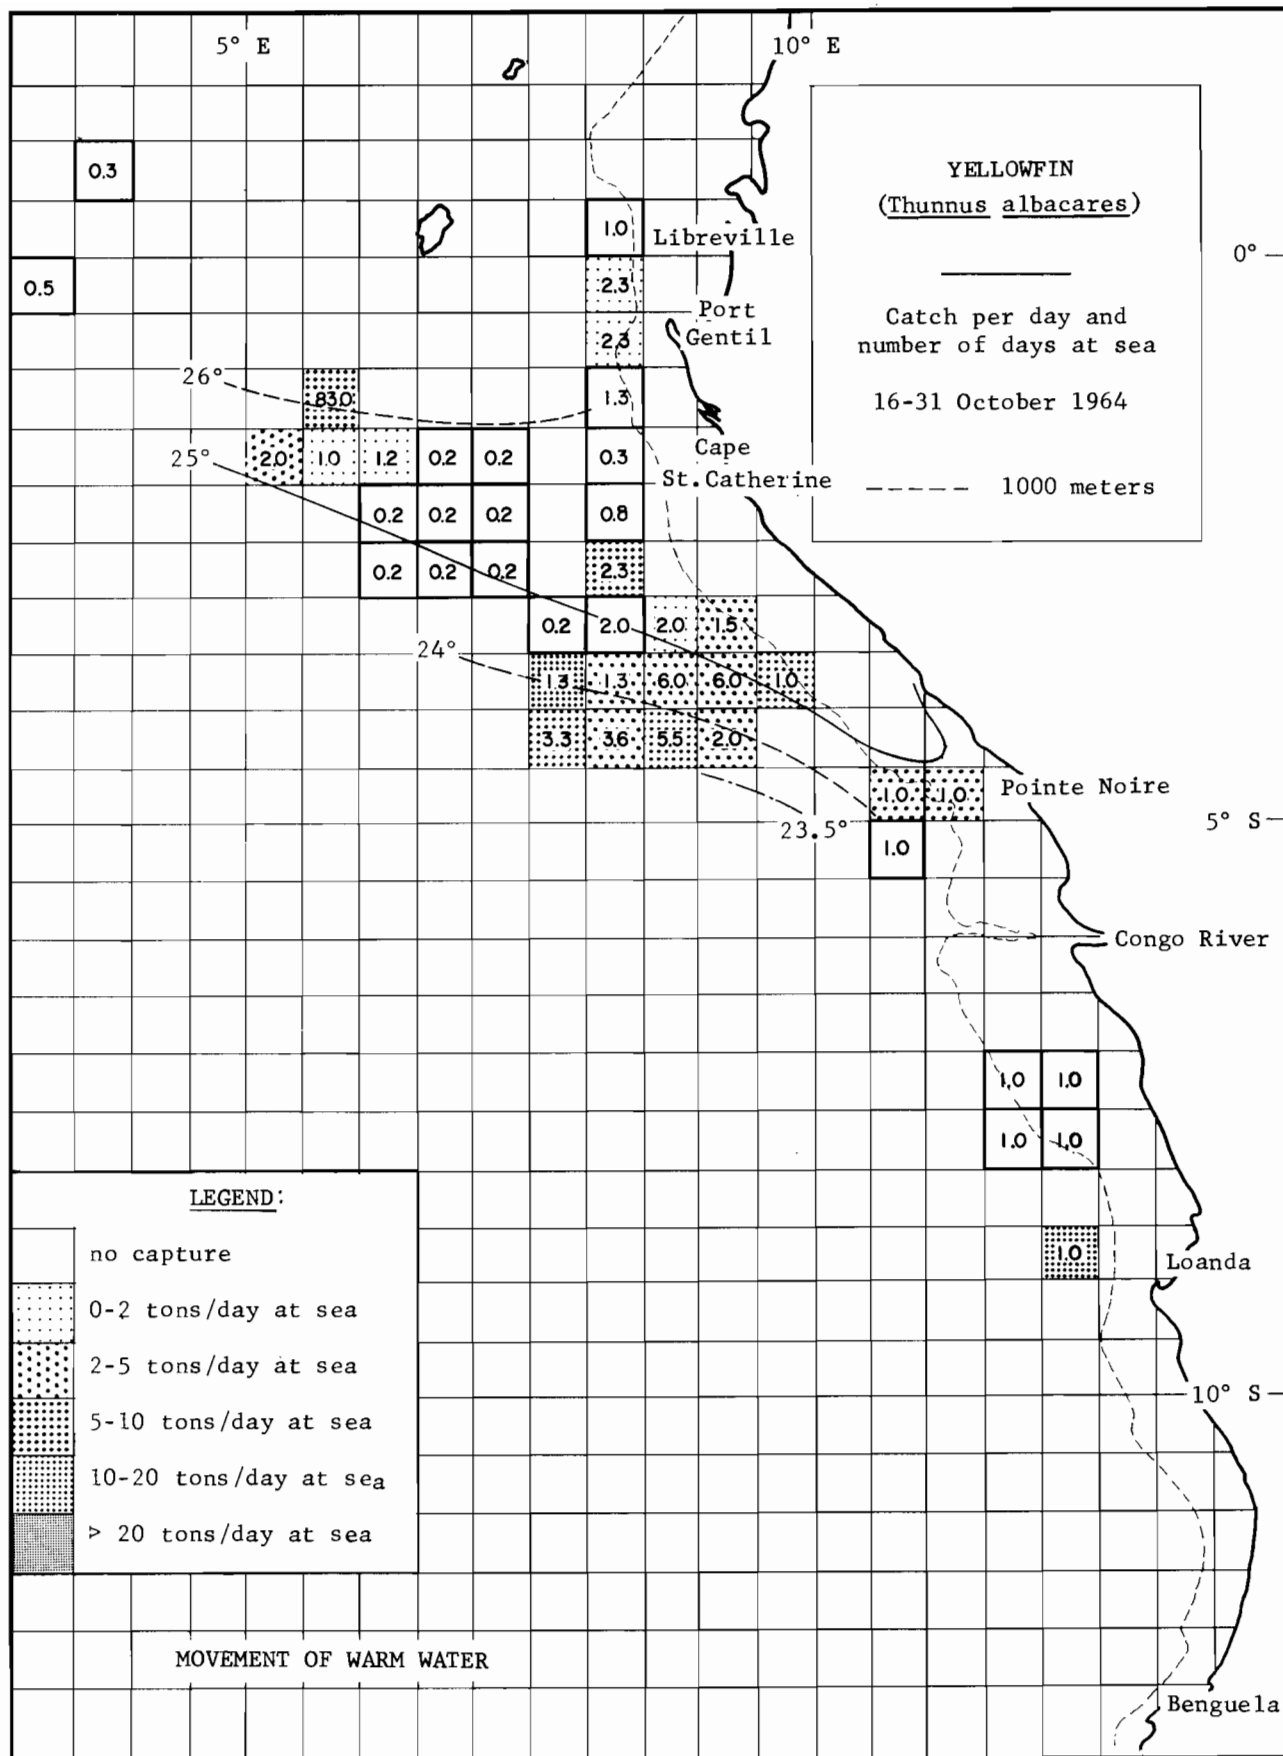 5° E 10° E
YELLOWFIN
(Thunnus albacares)
Catch per day and
number of days at sea
16-31 October 1964
1000 meters
0.3
1.0 Libreville
0°
0.5 2.3
Port
Gentil
2.3
26° 83.0 1.3
Cape
St.Catherine
25° 2.0 1.0 1.2 0.2 0.2 0.3
0.2 0.2 0.2 0.8
0.2 0.2 0.2 2.3
0.2 2.0 2.0 1.5
24° 1.3 1.3 6.0 6.0 1.0
3.3 3.6 5.5 2.0
1.0 1.0 Pointe Noire
23.5° 5° S
1.0
Congo River
1.0 1.0
1.0 1.0
1.0 Loanda
10° S
Benguela
LEGEND:
no capture
0-2 tons/day at sea
2-5 tons/day at sea
5-10 tons/day at sea
10-20 tons/day at sea
> 20 tons/day at sea
MOVEMENT OF WARM WATER